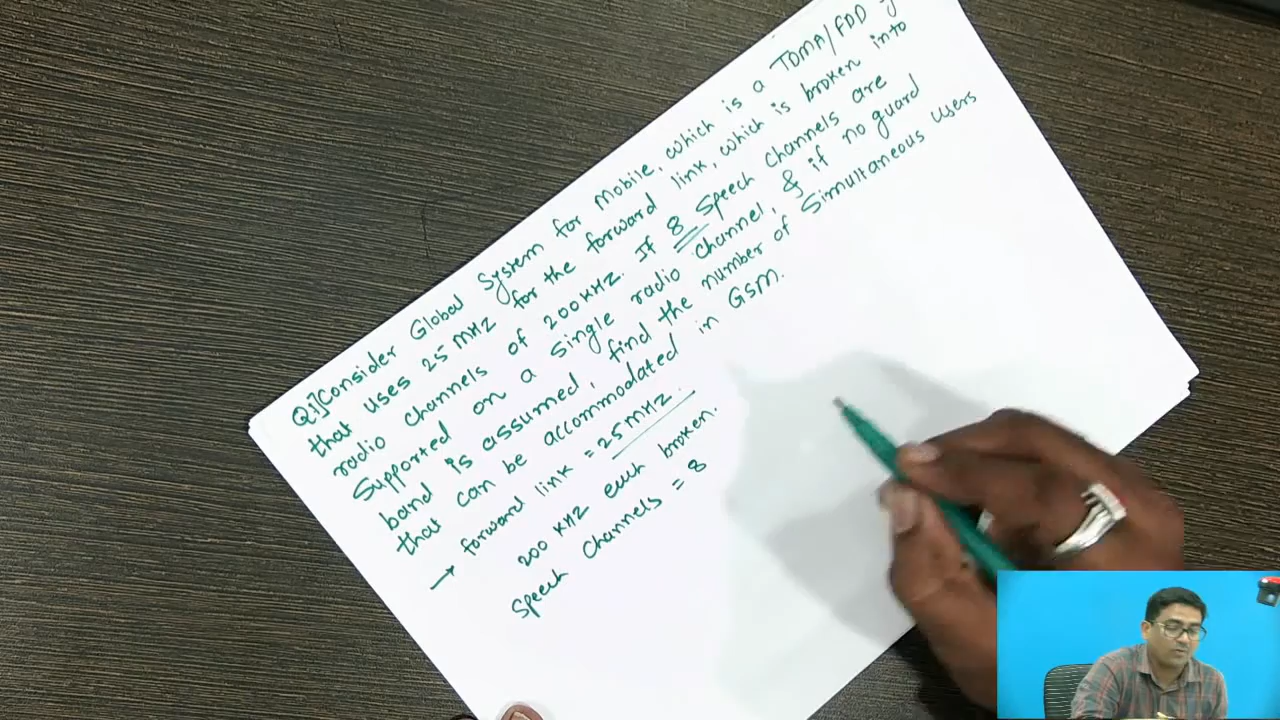 Q1] Consider Global System for Mobile, which is a TDMA/FDD
that uses 25 MHz for the forward link, which is broken into
radio channels of 200 KHZ. If 8 Speech channels are
Supported on a single radio channel, & if no guard
band is assumed, find the number of Simultaneous users
that can be accommodated in GSM.
→ forward link = 25 MHZ.
200 KHZ each broken.
Speech Channels = 8